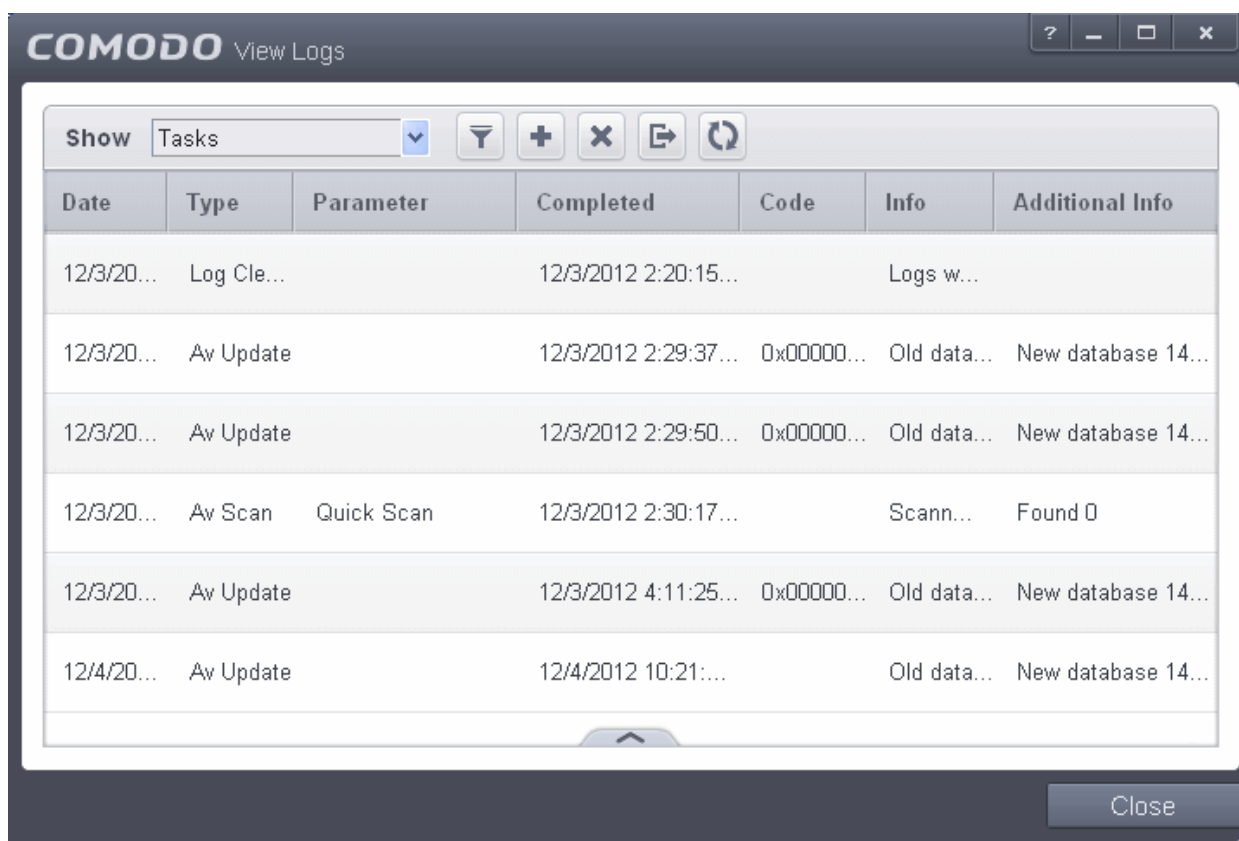 COMODO View Logs
?
Show Tasks
Date Type Parameter Completed Code Info Additional Info
12/3/20... Log Cle... 12/3/2012 2:20:15... Logs w...
12/3/20... Av Update 12/3/2012 2:29:37... 0x00000... Old data... New database 14...
12/3/20... Av Update 12/3/2012 2:29:50... 0x00000... Old data... New database 14...
12/3/20... Av Scan Quick Scan 12/3/2012 2:30:17... Scann... Found 0
12/3/20... Av Update 12/3/2012 4:11:25... 0x00000... Old data... New database 14...
12/4/20... Av Update 12/4/2012 10:21:... Old data... New database 14...
Close